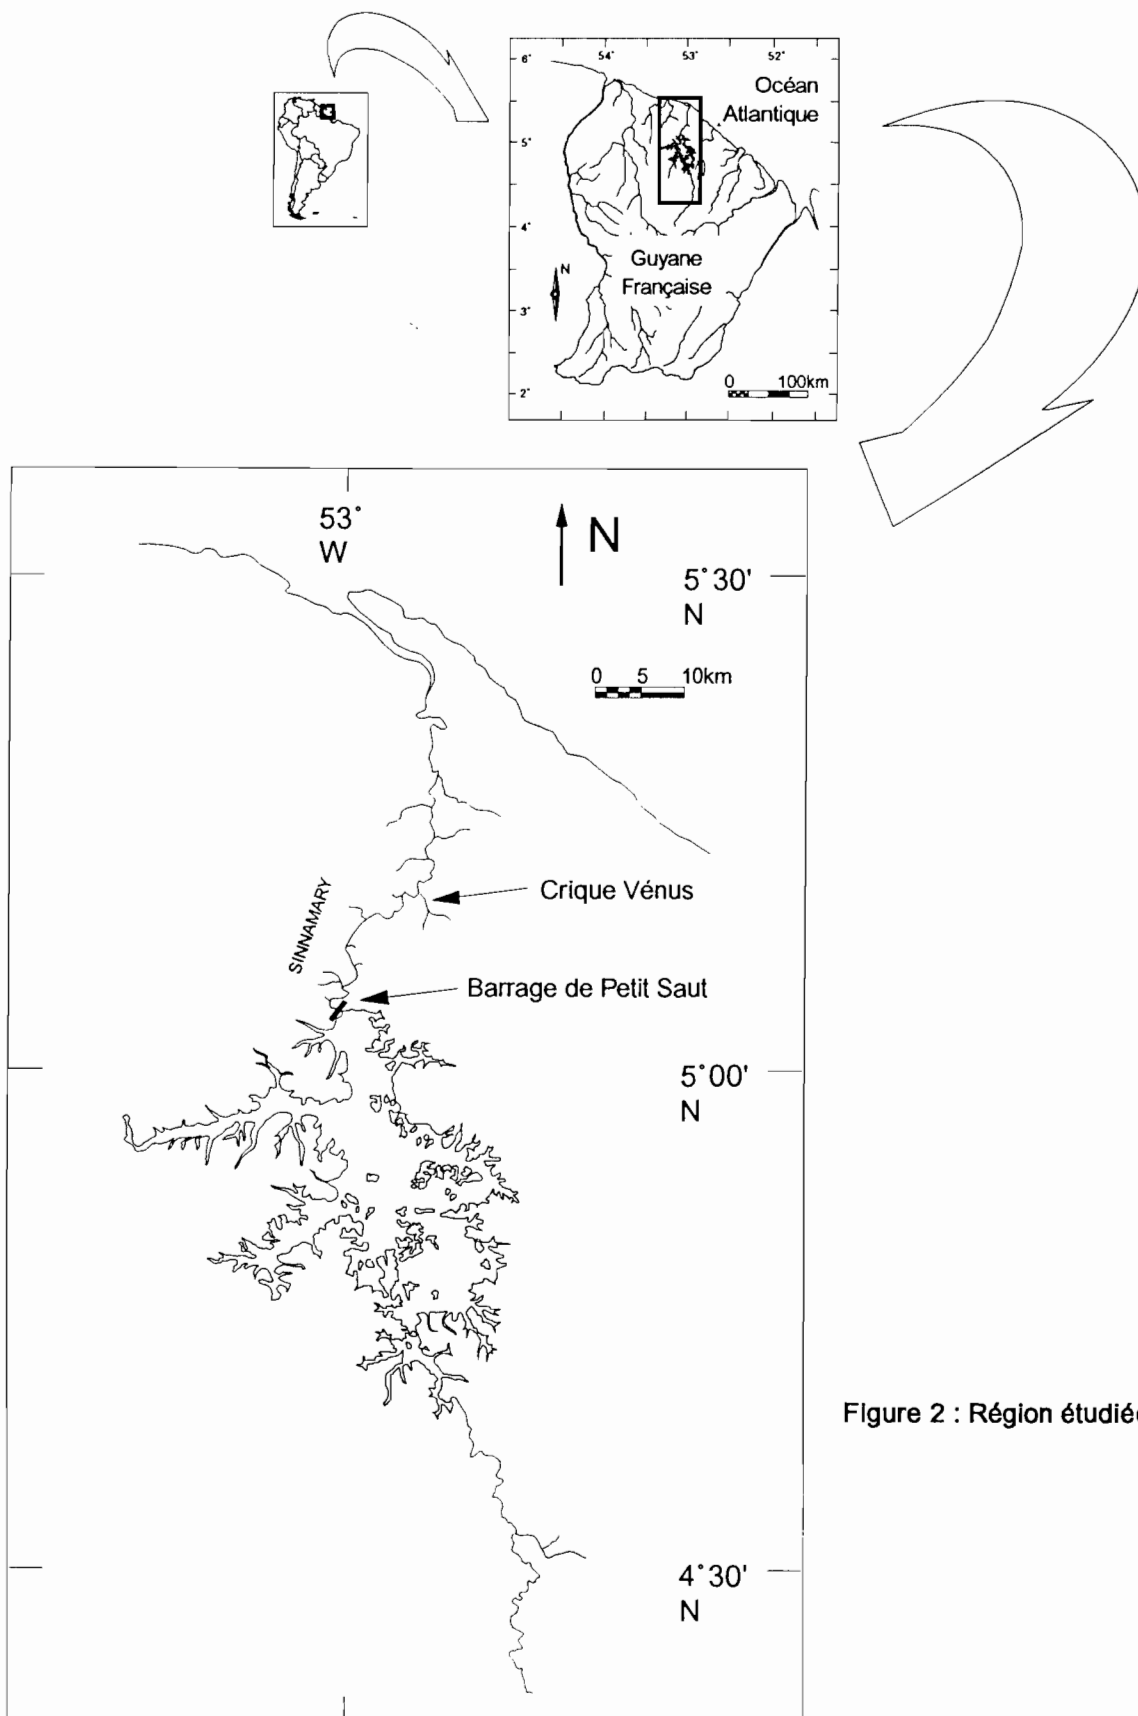 54°
53°
52°
6°
Océan
Atlantique
5°
4°
Guyane
Française
N
3°
0 100km
2°
53°
W
N
5°30'
N
0 5 10km
Crique Vénus
SINNAMARY
Barrage de Petit Saut
5°00'
N
Figure 2 : Région étudiée
4°30'
N